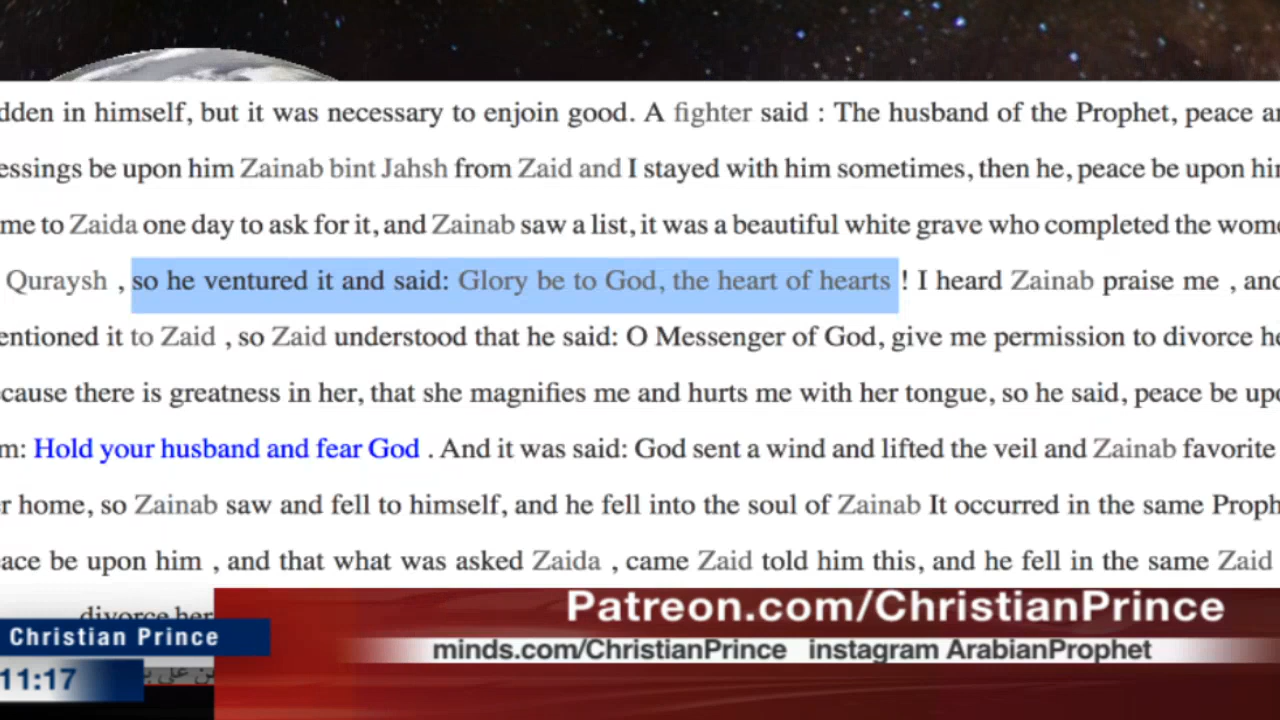 dden in himself, but it was necessary to enjoin good. A fighter said : The husband of the Prophet, peace an
essings be upon him Zainab bint Jahsh from Zaid and I stayed with him sometimes, then he, peace be upon him
me to Zaida one day to ask for it, and Zainab saw a list, it was a beautiful white grave who completed the wome
Quraysh , so he ventured it and said: Glory be to God, the heart of hearts ! I heard Zainab praise me , and
entioned it to Zaid , so Zaid understood that he said: O Messenger of God, give me permission to divorce he
cause there is greatness in her, that she magnifies me and hurts me with her tongue, so he said, peace be upo
m: Hold your husband and fear God . And it was said: God sent a wind and lifted the veil and Zainab favorite
r home, so Zainab saw and fell to himself, and he fell into the soul of Zainab It occurred in the same Proph
ace be upon him , and that what was asked Zaida , came Zaid told him this, and he fell in the same Zaid
divorce her
Patreon.com/ChristianPrince
Christian Prince
minds.com/ChristianPrince instagram ArabianProphet
11:17